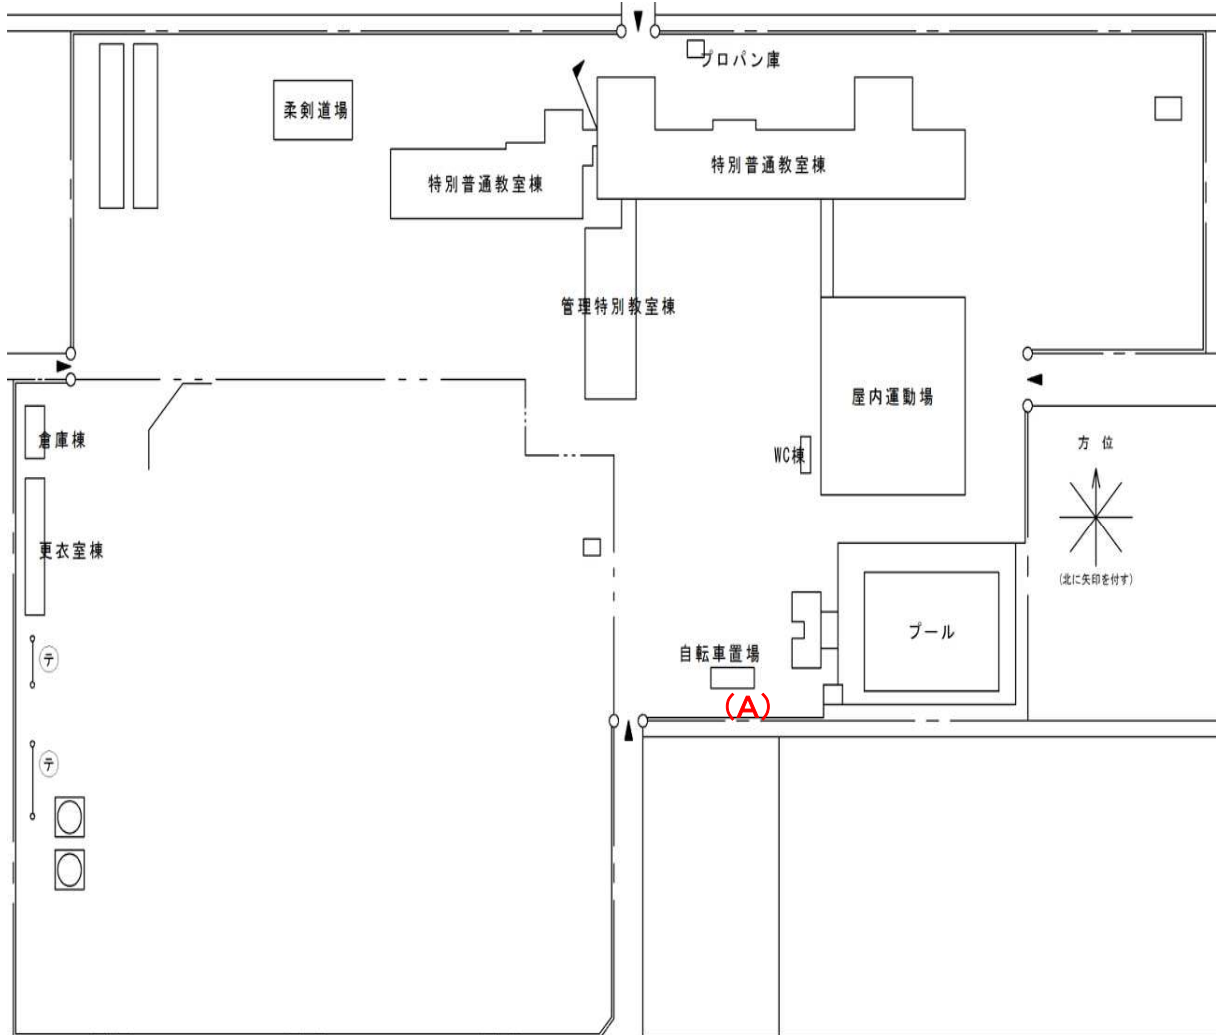 プロパン庫
柔剣道場
特別普通教室棟
特別普通教室棟
管理特別教室棟
屋内運動場
倉庫棟
方 位
WC棟
更衣室棟
(北に矢印を付す)
プール
自転車置場
テ
(A)
テ